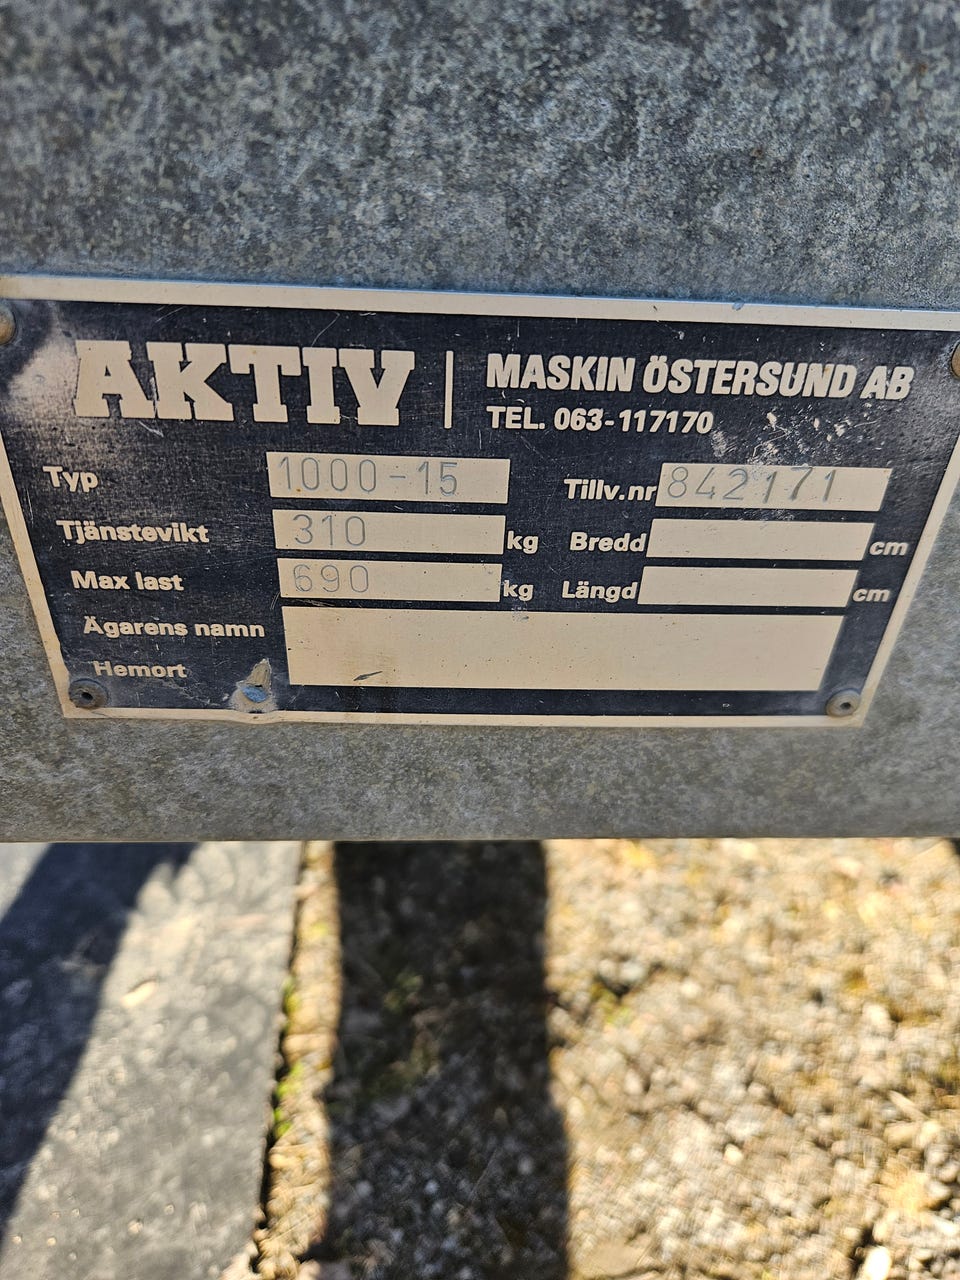 AKTIV | MASKIN ÖSTERSUND AB
TEL. 063-117170
Typ 1000-15 Tillv.nr 842171
Tjänstevikt 310 kg Bredd cm
Max last 690 kg Längd cm
Ägarens namn
Hemort